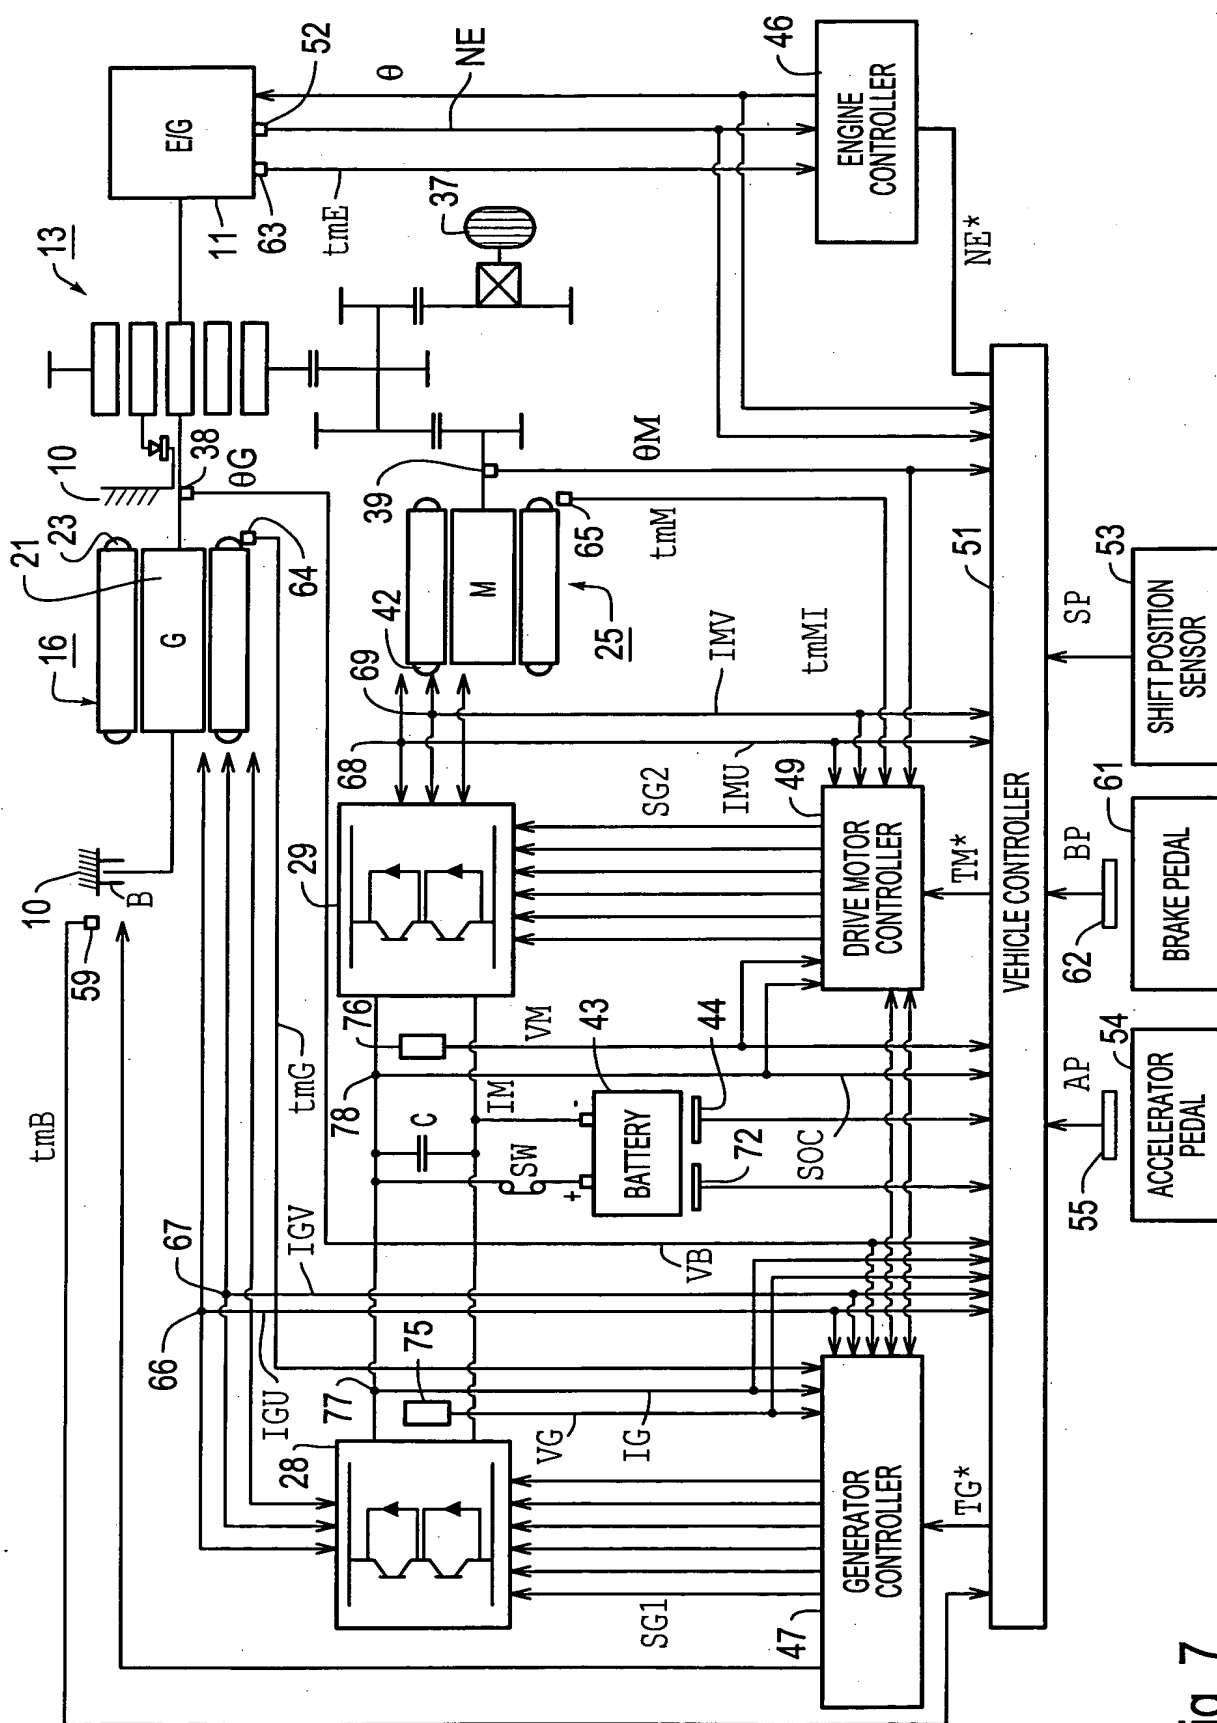 52
46
θ
NE
E/G
ENGINE
CONTROLLER
11
63
tmE
37
13
NE*
38
θG
10
39
θM
23
21
64
65
tmM
51
53
16
G
42
M
25
SP
SHIFT POSITION
SENSOR
69
IMV
tmMI
68
IMU
SG2
49
VEHICLE CONTROLLER
61
10
B
29
DRIVE MOTOR
CONTROLLER
TM*
BP
BRAKE PEDAL
59
62
76
VM
43
44
54
tmB
tmG
78
IM
-
AP
C
BATTERY
ACCELERATOR
PEDAL
SW
+
72
SOC
55
67
IGV
VB
66
IGU
77
75
28
VG
IG
GENERATOR
CONTROLLER
TG*
SG1
47
Fig. 7